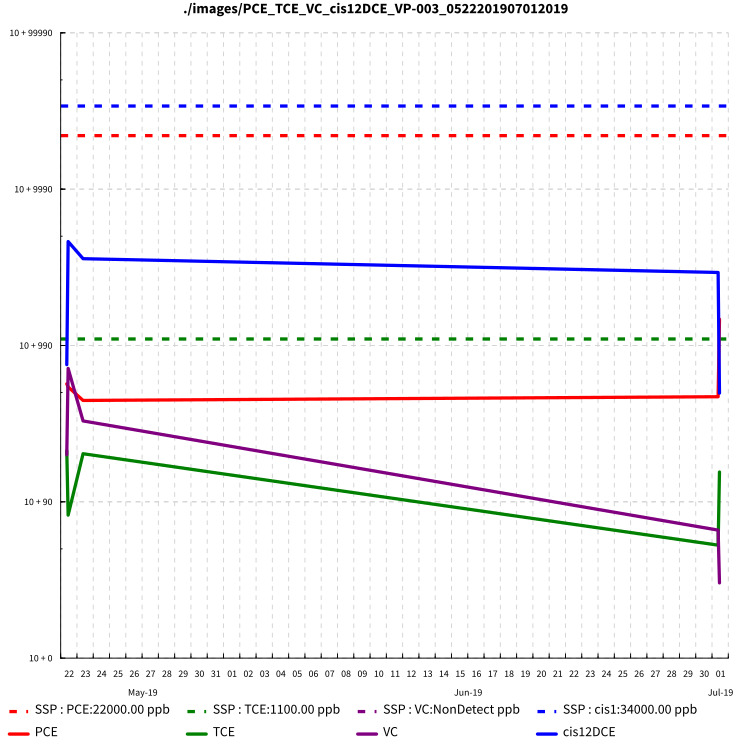 ./images/PCE_TCE_VC_cis12DCE_VP-003_0522201907012019
10 + 99990
10 + 9990
10 + 990
10 + 90
10 + 0
22 23 24 25 26 27 28 29 30 31 01 02 03 04 05 06 07 08 09 10 11 12 13 14 15 16 17 18 19 20 21 22 23 24 25 26 27 28 29 30 01
May-19 Jun-19 Jul-19
SSP : PCE:22000.00 ppb SSP : TCE:1100.00 ppb SSP : VC:NonDetect ppb SSP : cis1:34000.00 ppb
PCE TCE VC cis12DCE